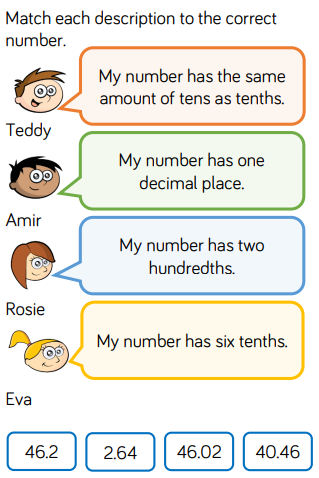 Match each description to the correct
number.
My number has the same
amount of tens as tenths.
Teddy
My number has one
decimal place.
Amir
My number has two
hundredths.
Rosie
My number has six tenths.
Eva
46.2 2.64 46.02 40.46